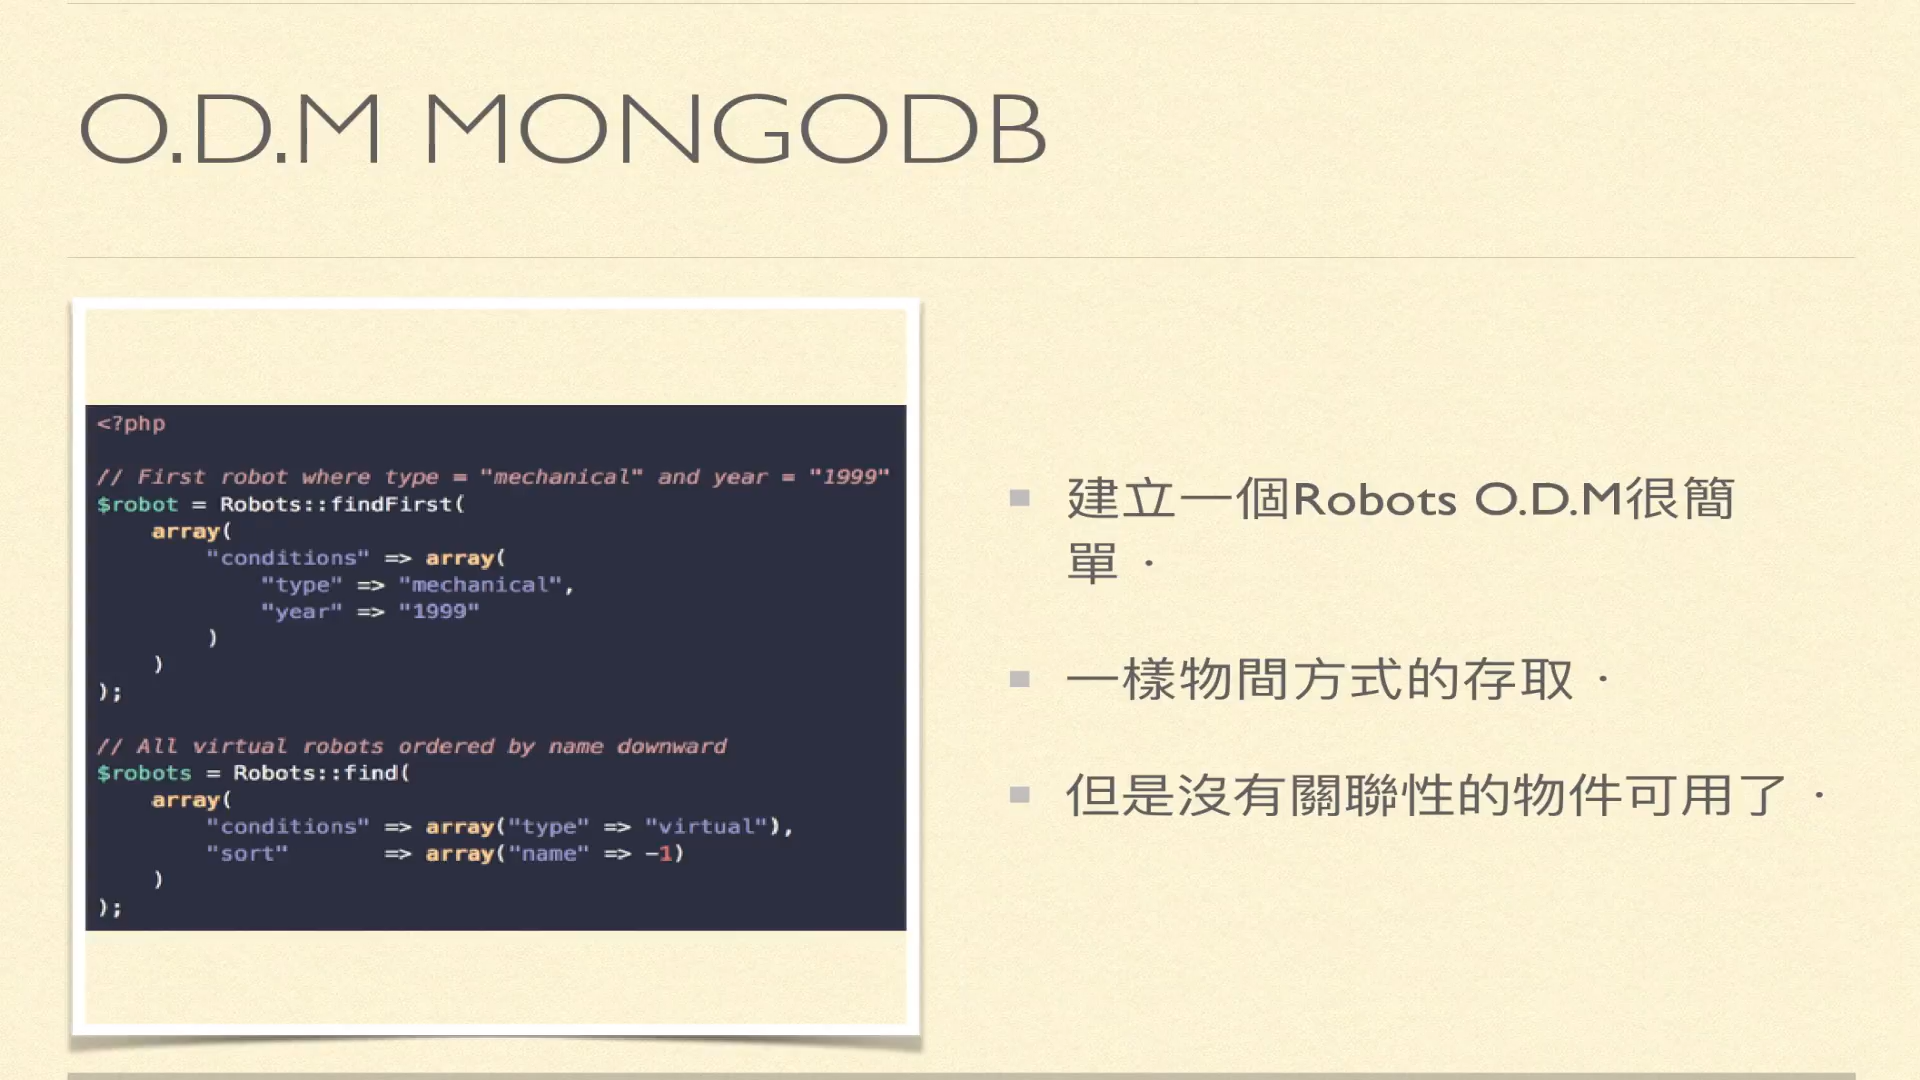 O.D.M MONGODB
<?php
// First robot where type = "mechanical" and year = "1999"
$robot = Robots::findFirst(
    array(
        "conditions" => array(
            "type" => "mechanical",
            "year" => "1999"
        )
    )
);
// All virtual robots ordered by name downward
$robots = Robots::find(
    array(
        "conditions" => array("type" => "virtual"),
        "sort"       => array("name" => -1)
    )
);
建立一個Robots O.D.M很簡
單．
一樣物間方式的存取．
但是沒有關聯性的物件可用了．